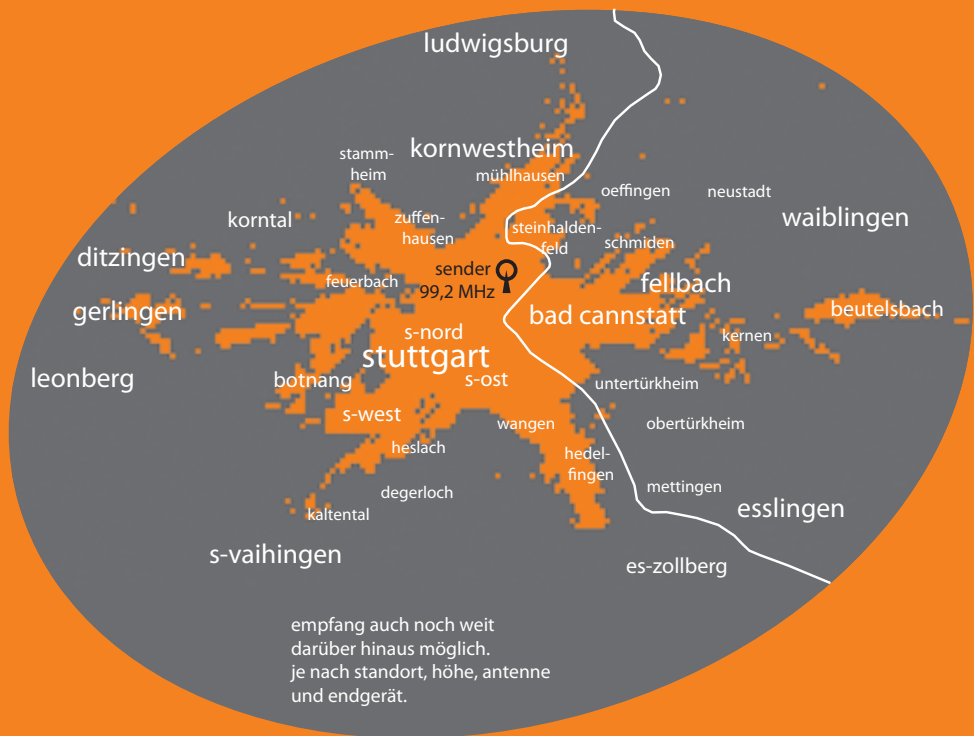 ludwigsburg
kornwestheim
stamm-
heim
mühlhausen
oeffingen
neustadt
waiblingen
korntal
zuffen-
hausen
steinhalden-
feld
schmiden
ditzingen
sender
99,2 MHz
feuerbach
fellbach
gerlingen
bad cannstatt
beutelsbach
s-nord
kernen
stuttgart
leonberg
botnang
s-ost
untertürkheim
s-west
wangen
obertürkheim
heslach
hedel-
fingen
degerloch
mettingen
kaltental
esslingen
s-vaihingen
es-zollberg
empfang auch noch weit
darüber hinaus möglich.
je nach standort, höhe, antenne
und endgerät.